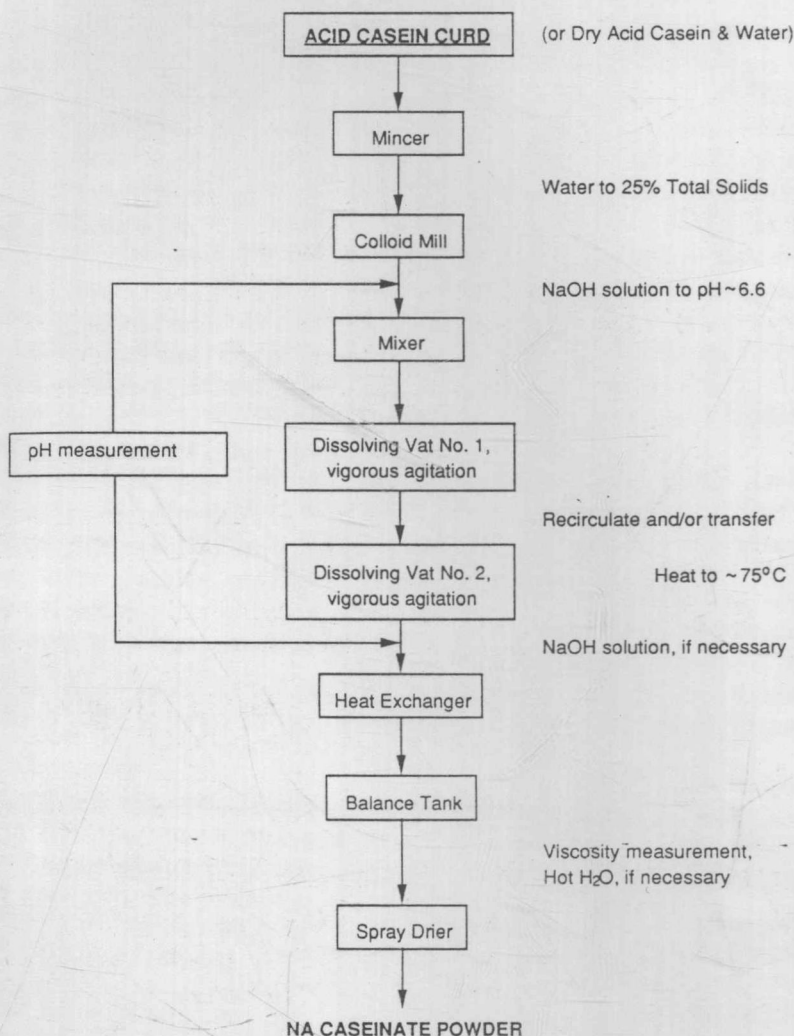 ACID CASEIN CURD
(or Dry Acid Casein & Water)
Mincer
Water to 25% Total Solids
Colloid Mill
NaOH solution to pH~6.6
Mixer
pH measurement
Dissolving Vat No. 1,
vigorous agitation
Recirculate and/or transfer
Dissolving Vat No. 2,
vigorous agitation
Heat to ~75°C
NaOH solution, if necessary
Heat Exchanger
Balance Tank
Viscosity measurement,
Hot H₂O, if necessary
Spray Drier
NA CASEINATE POWDER